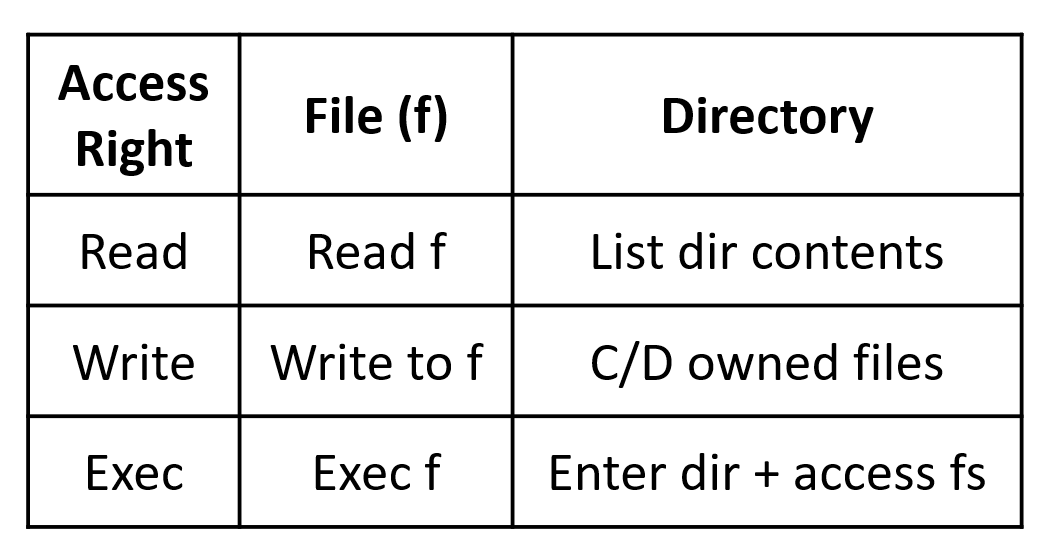 Access
Right
File (f)
Directory
Read
Read f
List dir contents
Write
Write to f
C/D owned files
Exec
Exec f
Enter dir + access fs